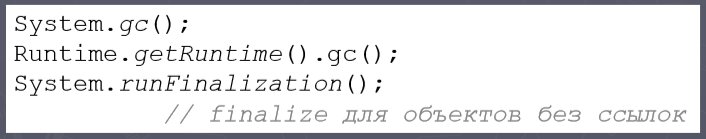 System.gc();
Runtime.getRuntime().gc();
System.runFinalization();
// finalize для объектов без ссылок